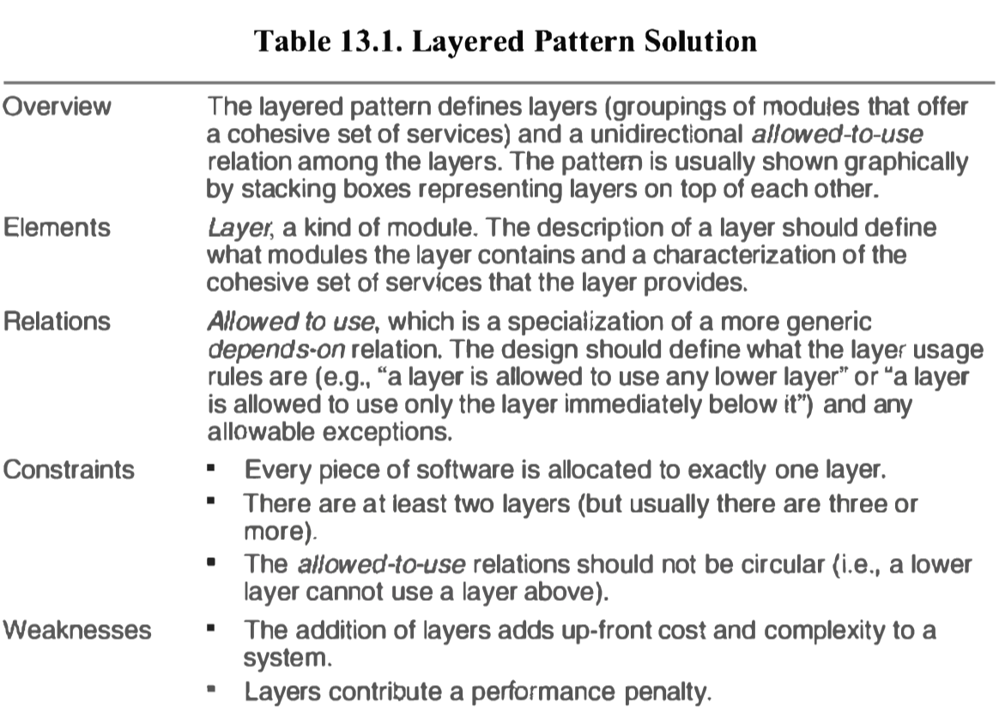 Table 13.1. Layered Pattern Solution
Overview The layered pattern defines layers (groupings of modules that offer
a cohesive set of services) and a unidirectional allowed-to-use
relation among the layers. The pattern is usually shown graphically
by stacking boxes representing layers on top of each other.
Elements Layer, a kind of module. The description of a layer should define
what modules the layer contains and a characterization of the
cohesive set of services that the layer provides.
Relations Allowed to use, which is a specialization of a more generic
depends-on relation. The design should define what the layer usage
rules are (e.g., “a layer is allowed to use any lower layer” or “a layer
is allowed to use only the layer immediately below it”) and any
allowable exceptions.
Constraints ▪ Every piece of software is allocated to exactly one layer.
▪ There are at least two layers (but usually there are three or
more).
▪ The allowed-to-use relations should not be circular (i.e., a lower
layer cannot use a layer above).
Weaknesses ▪ The addition of layers adds up-front cost and complexity to a
system.
▪ Layers contribute a performance penalty.